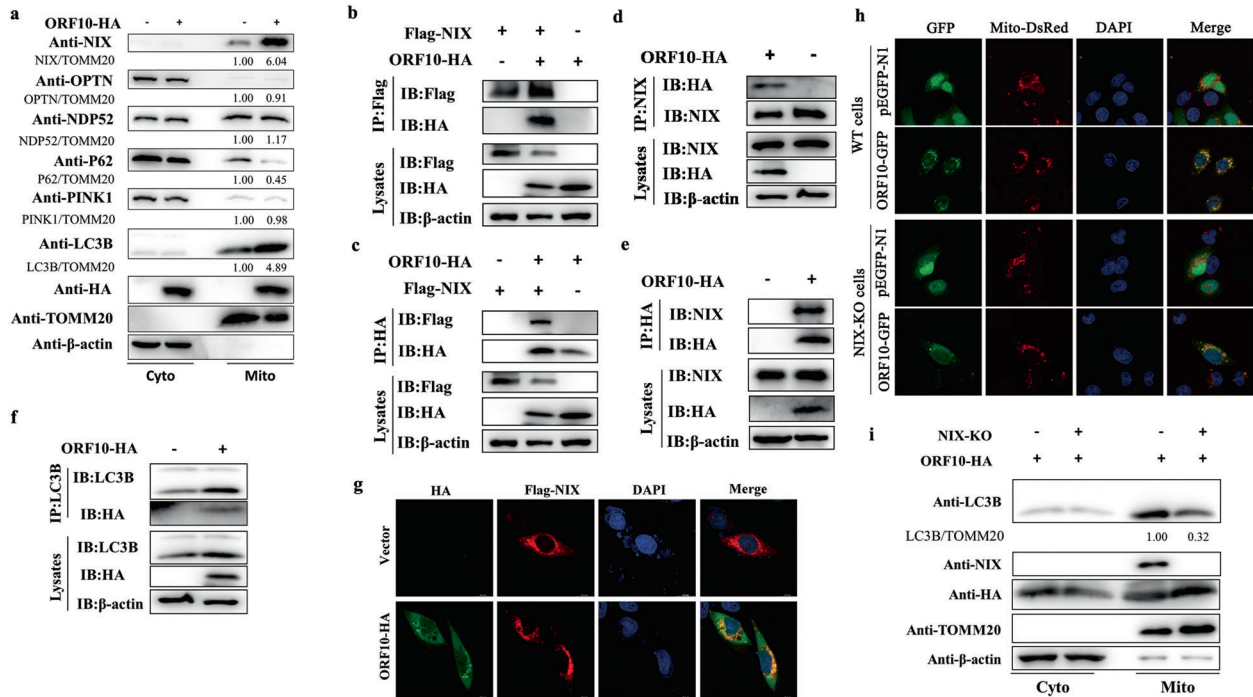 a
ORF10-HA - + - +
Anti-NIX
NIX/TOMM20 1.00 6.04
Anti-OPTN
OPTN/TOMM20 1.00 0.91
Anti-NDP52
NDP52/TOMM20 1.00 1.17
Anti-P62
P62/TOMM20 1.00 0.45
Anti-PINK1
PINK1/TOMM20 1.00 0.98
Anti-LC3B
LC3B/TOMM20 1.00 4.89
Anti-HA
Anti-TOMM20
Anti-β-actin
Cyto Mito
b
Flag-NIX + + -
ORF10-HA - + +
IP:Flag
IB:Flag
IB:HA
Lysates
IB:Flag
IB:HA
IB:β-actin
c
ORF10-HA - + +
Flag-NIX + + -
IP:HA
IB:Flag
IB:HA
Lysates
IB:Flag
IB:HA
IB:β-actin
d
ORF10-HA + -
IP:NIX
IB:HA
IB:NIX
Lysates
IB:NIX
IB:HA
IB:β-actin
e
ORF10-HA - +
IP:HA
IB:NIX
IB:HA
Lysates
IB:NIX
IB:HA
IB:β-actin
f
ORF10-HA - +
IP:LC3B
IB:LC3B
IB:HA
Lysates
IB:LC3B
IB:HA
IB:β-actin
g
HA Flag-NIX DAPI Merge
Vector
ORF10-HA
h
GFP Mito-DsRed DAPI Merge
WT cells
pEGFP-N1
ORF10-GFP
NIX-KO cells
pEGFP-N1
ORF10-GFP
i
NIX-KO - + - +
ORF10-HA + + + +
Anti-LC3B
LC3B/TOMM20 1.00 0.32
Anti-NIX
Anti-HA
Anti-TOMM20
Anti-β-actin
Cyto Mito